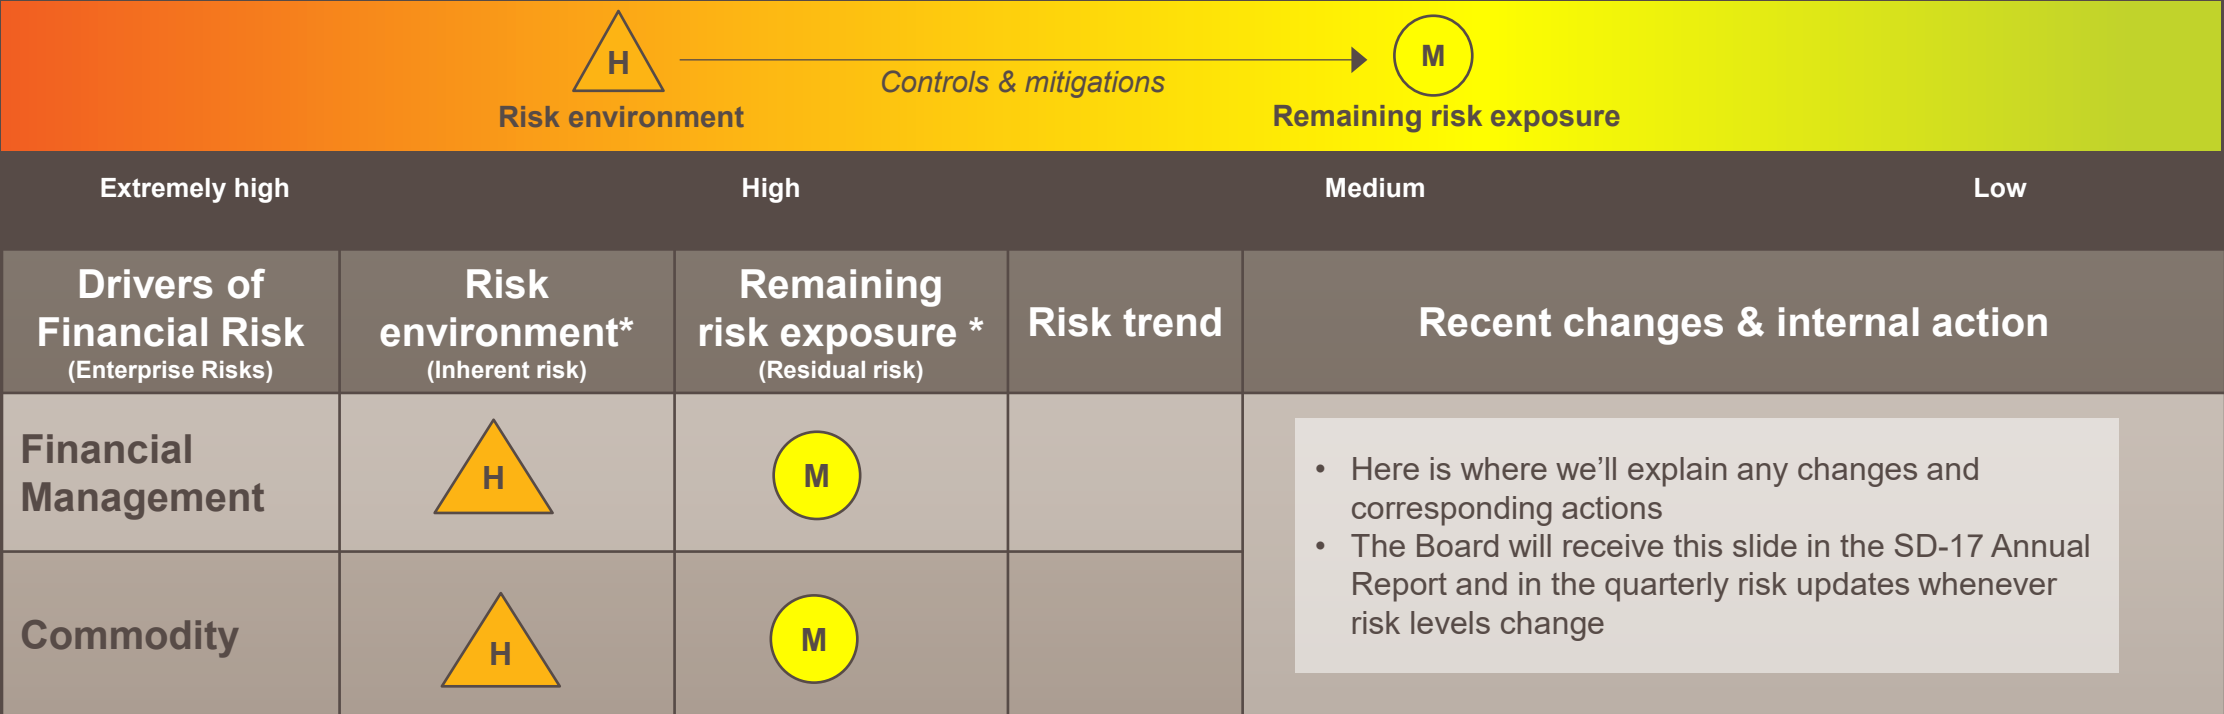 H
M
Controls & mitigations
Risk environment
Remaining risk exposure
Extremely high
High
Medium
Low
Drivers of
Financial Risk
(Enterprise Risks)
Risk
environment*
(Inherent risk)
Remaining
risk exposure *
(Residual risk)
Risk trend
Recent changes & internal action
Financial
Management
H
M
• Here is where we’ll explain any changes and
corresponding actions
• The Board will receive this slide in the SD-17 Annual
Report and in the quarterly risk updates whenever
risk levels change
Commodity
H
M